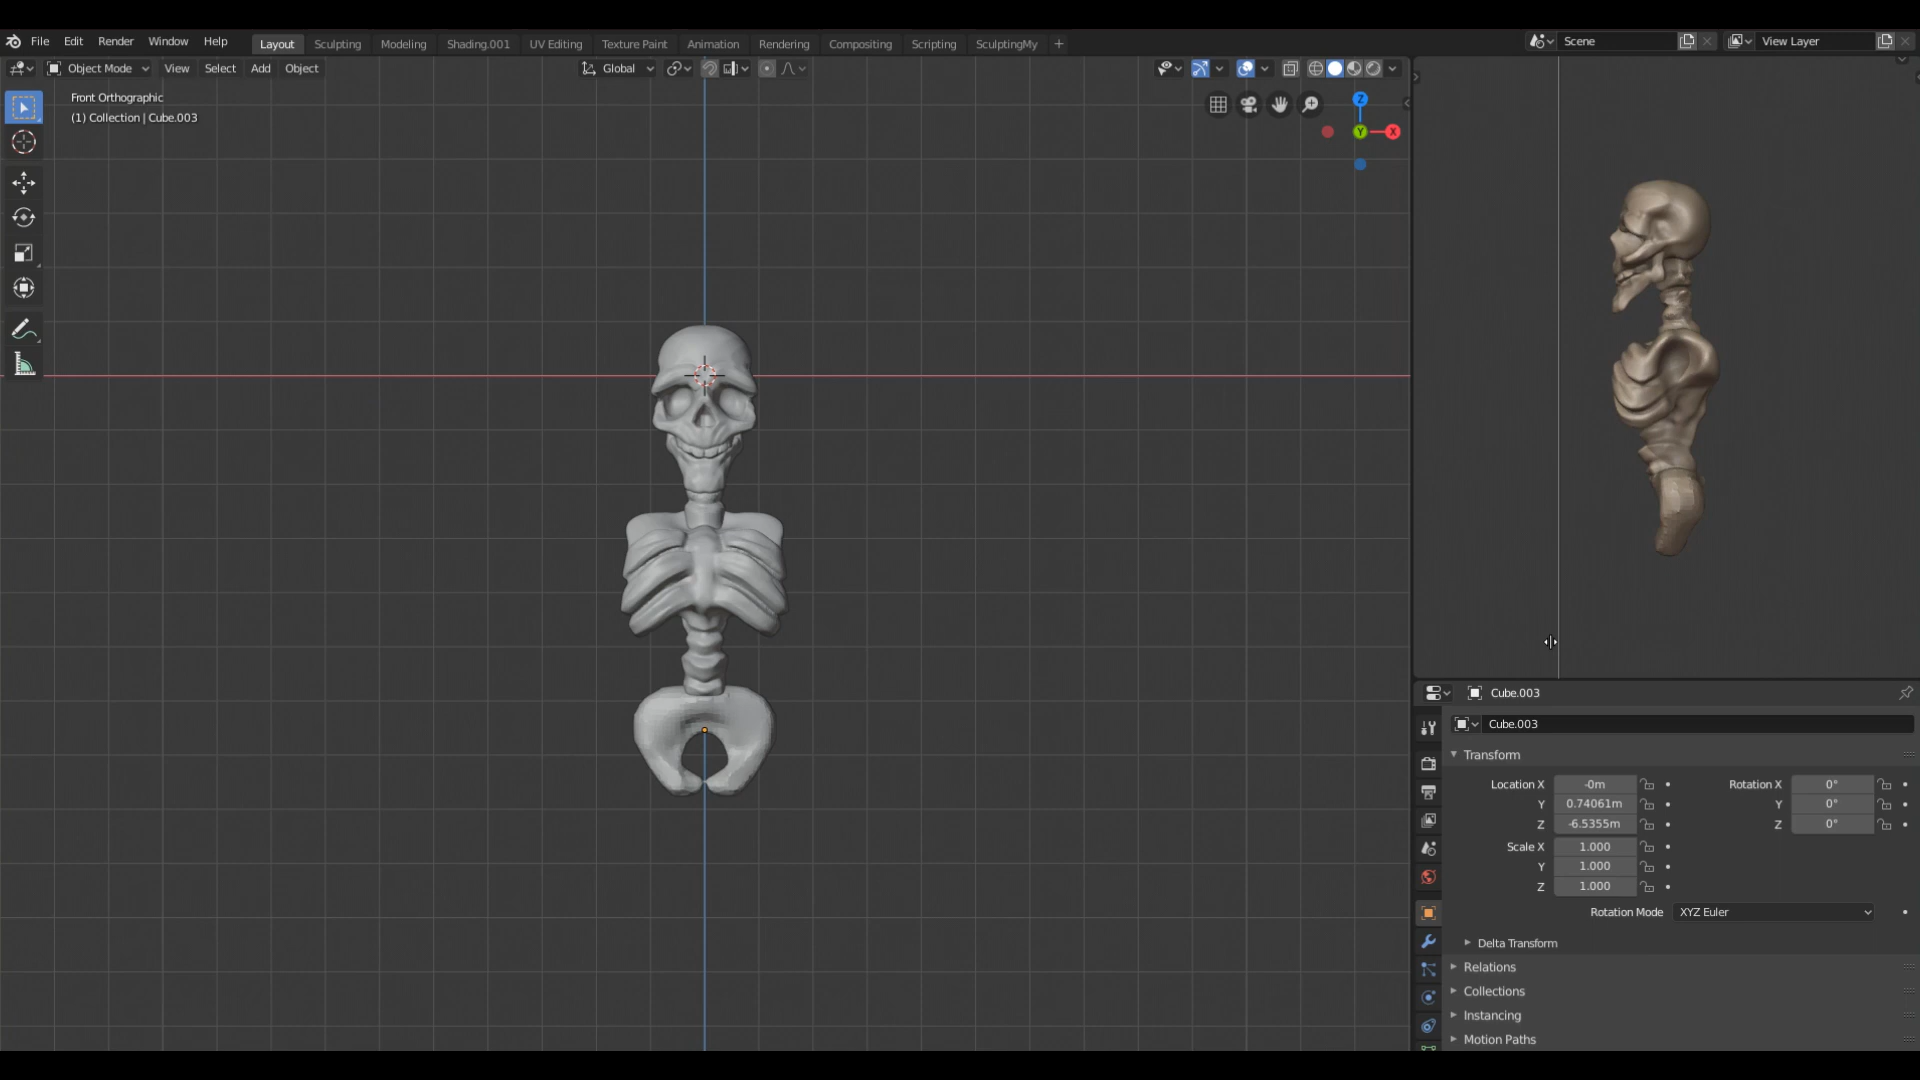 File Edit Render Window Help Layout Sculpting Modeling Shading.001 UV Editing Texture Paint Animation Rendering Compositing Scripting SculptingMy + Scene View Layer
Object Mode View Select Add Object Global
Front Orthographic
(1) Collection | Cube.003
Z
Y X
Cube.003
Cube.003
Transform
Location X -0m Rotation X 0°
Y 0.74061m Y 0°
Z -6.5355m Z 0°
Scale X 1.000
Y 1.000
Z 1.000
Rotation Mode XYZ Euler
Delta Transform
Relations
Collections
Instancing
Motion Paths